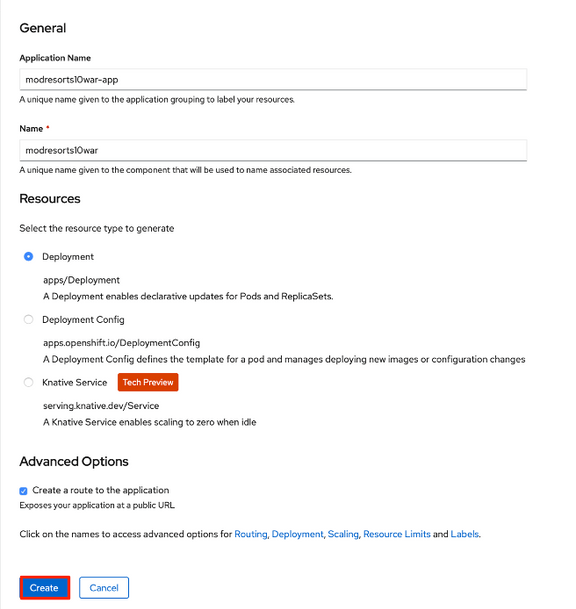 General
Application Name
modresorts10war-app
A unique name given to the application grouping to label your resources.
Name *
modresorts10war
A unique name given to the component that will be used to name associated resources.
Resources
Select the resource type to generate
Deployment
apps/Deployment
A Deployment enables declarative updates for Pods and ReplicaSets.
Deployment Config
apps.openshift.io/DeploymentConfig
A Deployment Config defines the template for a pod and manages deploying new images or configuration changes
Knative Service Tech Preview
serving.knative.dev/Service
A Knative Service enables scaling to zero when idle
Advanced Options
Create a route to the application
Exposes your application at a public URL
Click on the names to access advanced options for Routing, Deployment, Scaling, Resource Limits and Labels.
Create Cancel